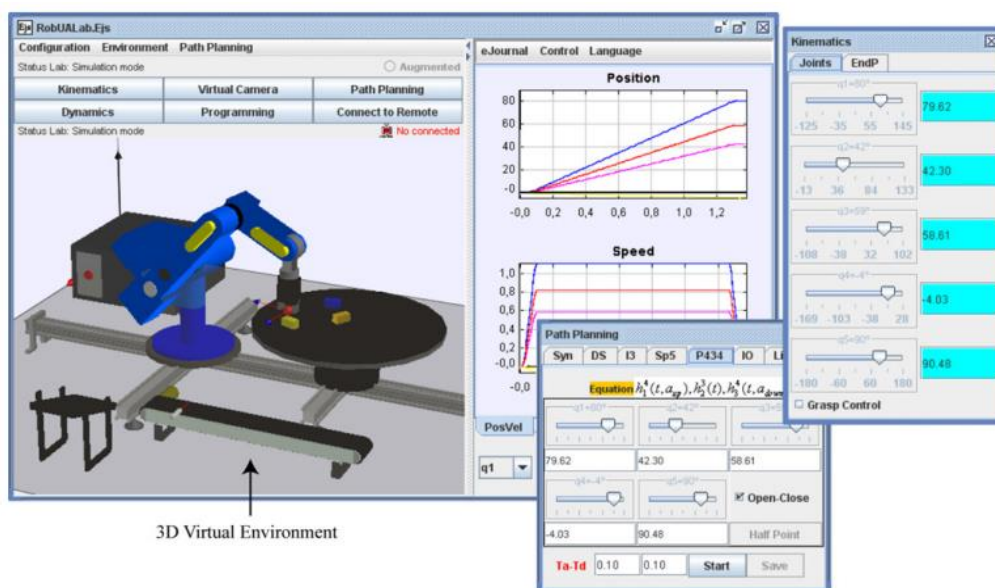 RobUALab.Ejs
Configuration Environment Path Planning
Status Lab: Simulation mode Augmented
Kinematics Virtual Camera Path Planning
Dynamics Programming Connect to Remote
Status Lab: Simulation mode No connected
3D Virtual Environment
eJournal Control Language
Position
80
60
40
20
-0
-0,0 0,2 0,4 0,6 0,8 1,0 1,2
Speed
1,0
0,8
0,6
0,4
0,2
-0,0
-0,0
PosVel
q1
Path Planning
Syn DS I3 Sp5 P434 IO Li
Equation h₁⁴(t,a_up),h₂³(t),h₃⁴(t,a_down
q1=80° q2=42°
79.62 42.30 58.61
q4=-4° q5=90°
Open-Close
-4.03 90.48 Half Point
Ta-Td 0.10 0.10 Start Save
Kinematics
Joints EndP
q1=80°
79.62
-125 -35 55 145
q2=42°
42.30
-13 36 84 133
q3=59°
58.61
-108 -38 32 102
q4=-4°
-4.03
-169 -103 -38 28
q5=90°
90.48
-180 -60 60 180
Grasp Control